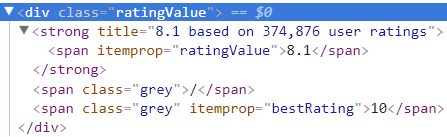 ▼<div class="ratingValue"> == $0
▼<strong title="8.1 based on 374,876 user ratings">
<span itemprop="ratingValue">8.1</span>
</strong>
<span class="grey">/</span>
<span class="grey" itemprop="bestRating">10</span>
</div>